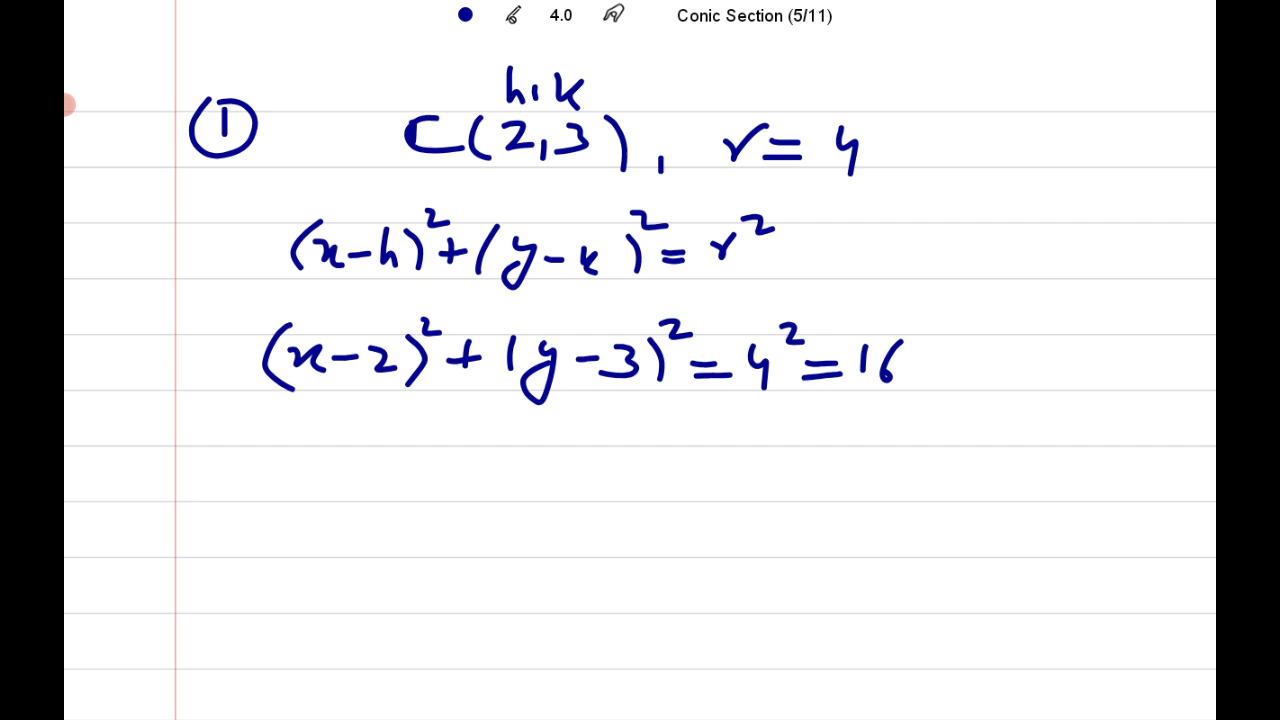 4.0 Conic Section (5/11)
h, k
① C(2,3), r = 4
(x-h)²+(y-k)²=r²
(x-2)²+(y-3)²=4²=16